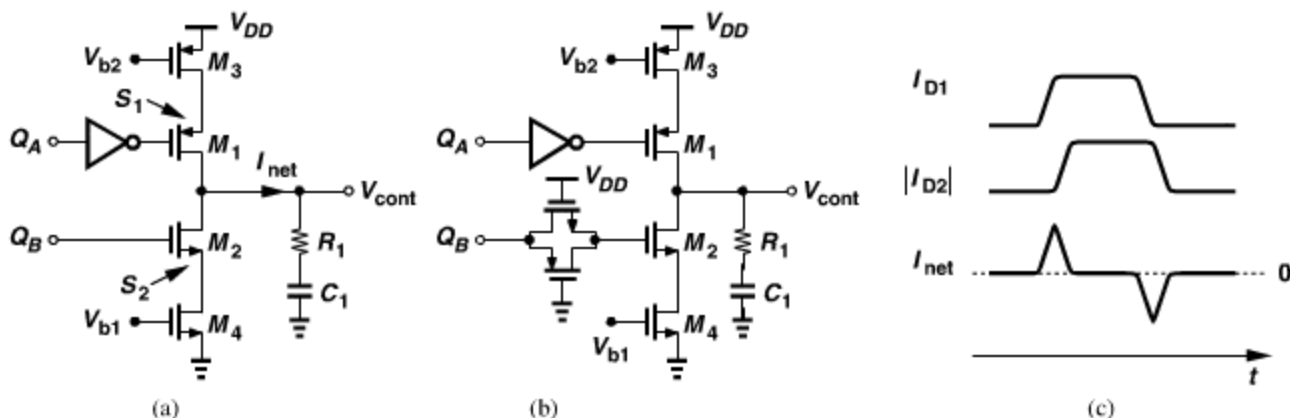 V_DD
V_b2
M_3
S_1
Q_A
M_1
I_net
V_cont
Q_B
M_2
R_1
S_2
C_1
V_b1
M_4
(a)
V_DD
V_b2
M_3
Q_A
M_1
V_DD
V_cont
Q_B
M_2
R_1
C_1
V_b1
M_4
(b)
I_D1
|I_D2|
I_net
0
t
(c)